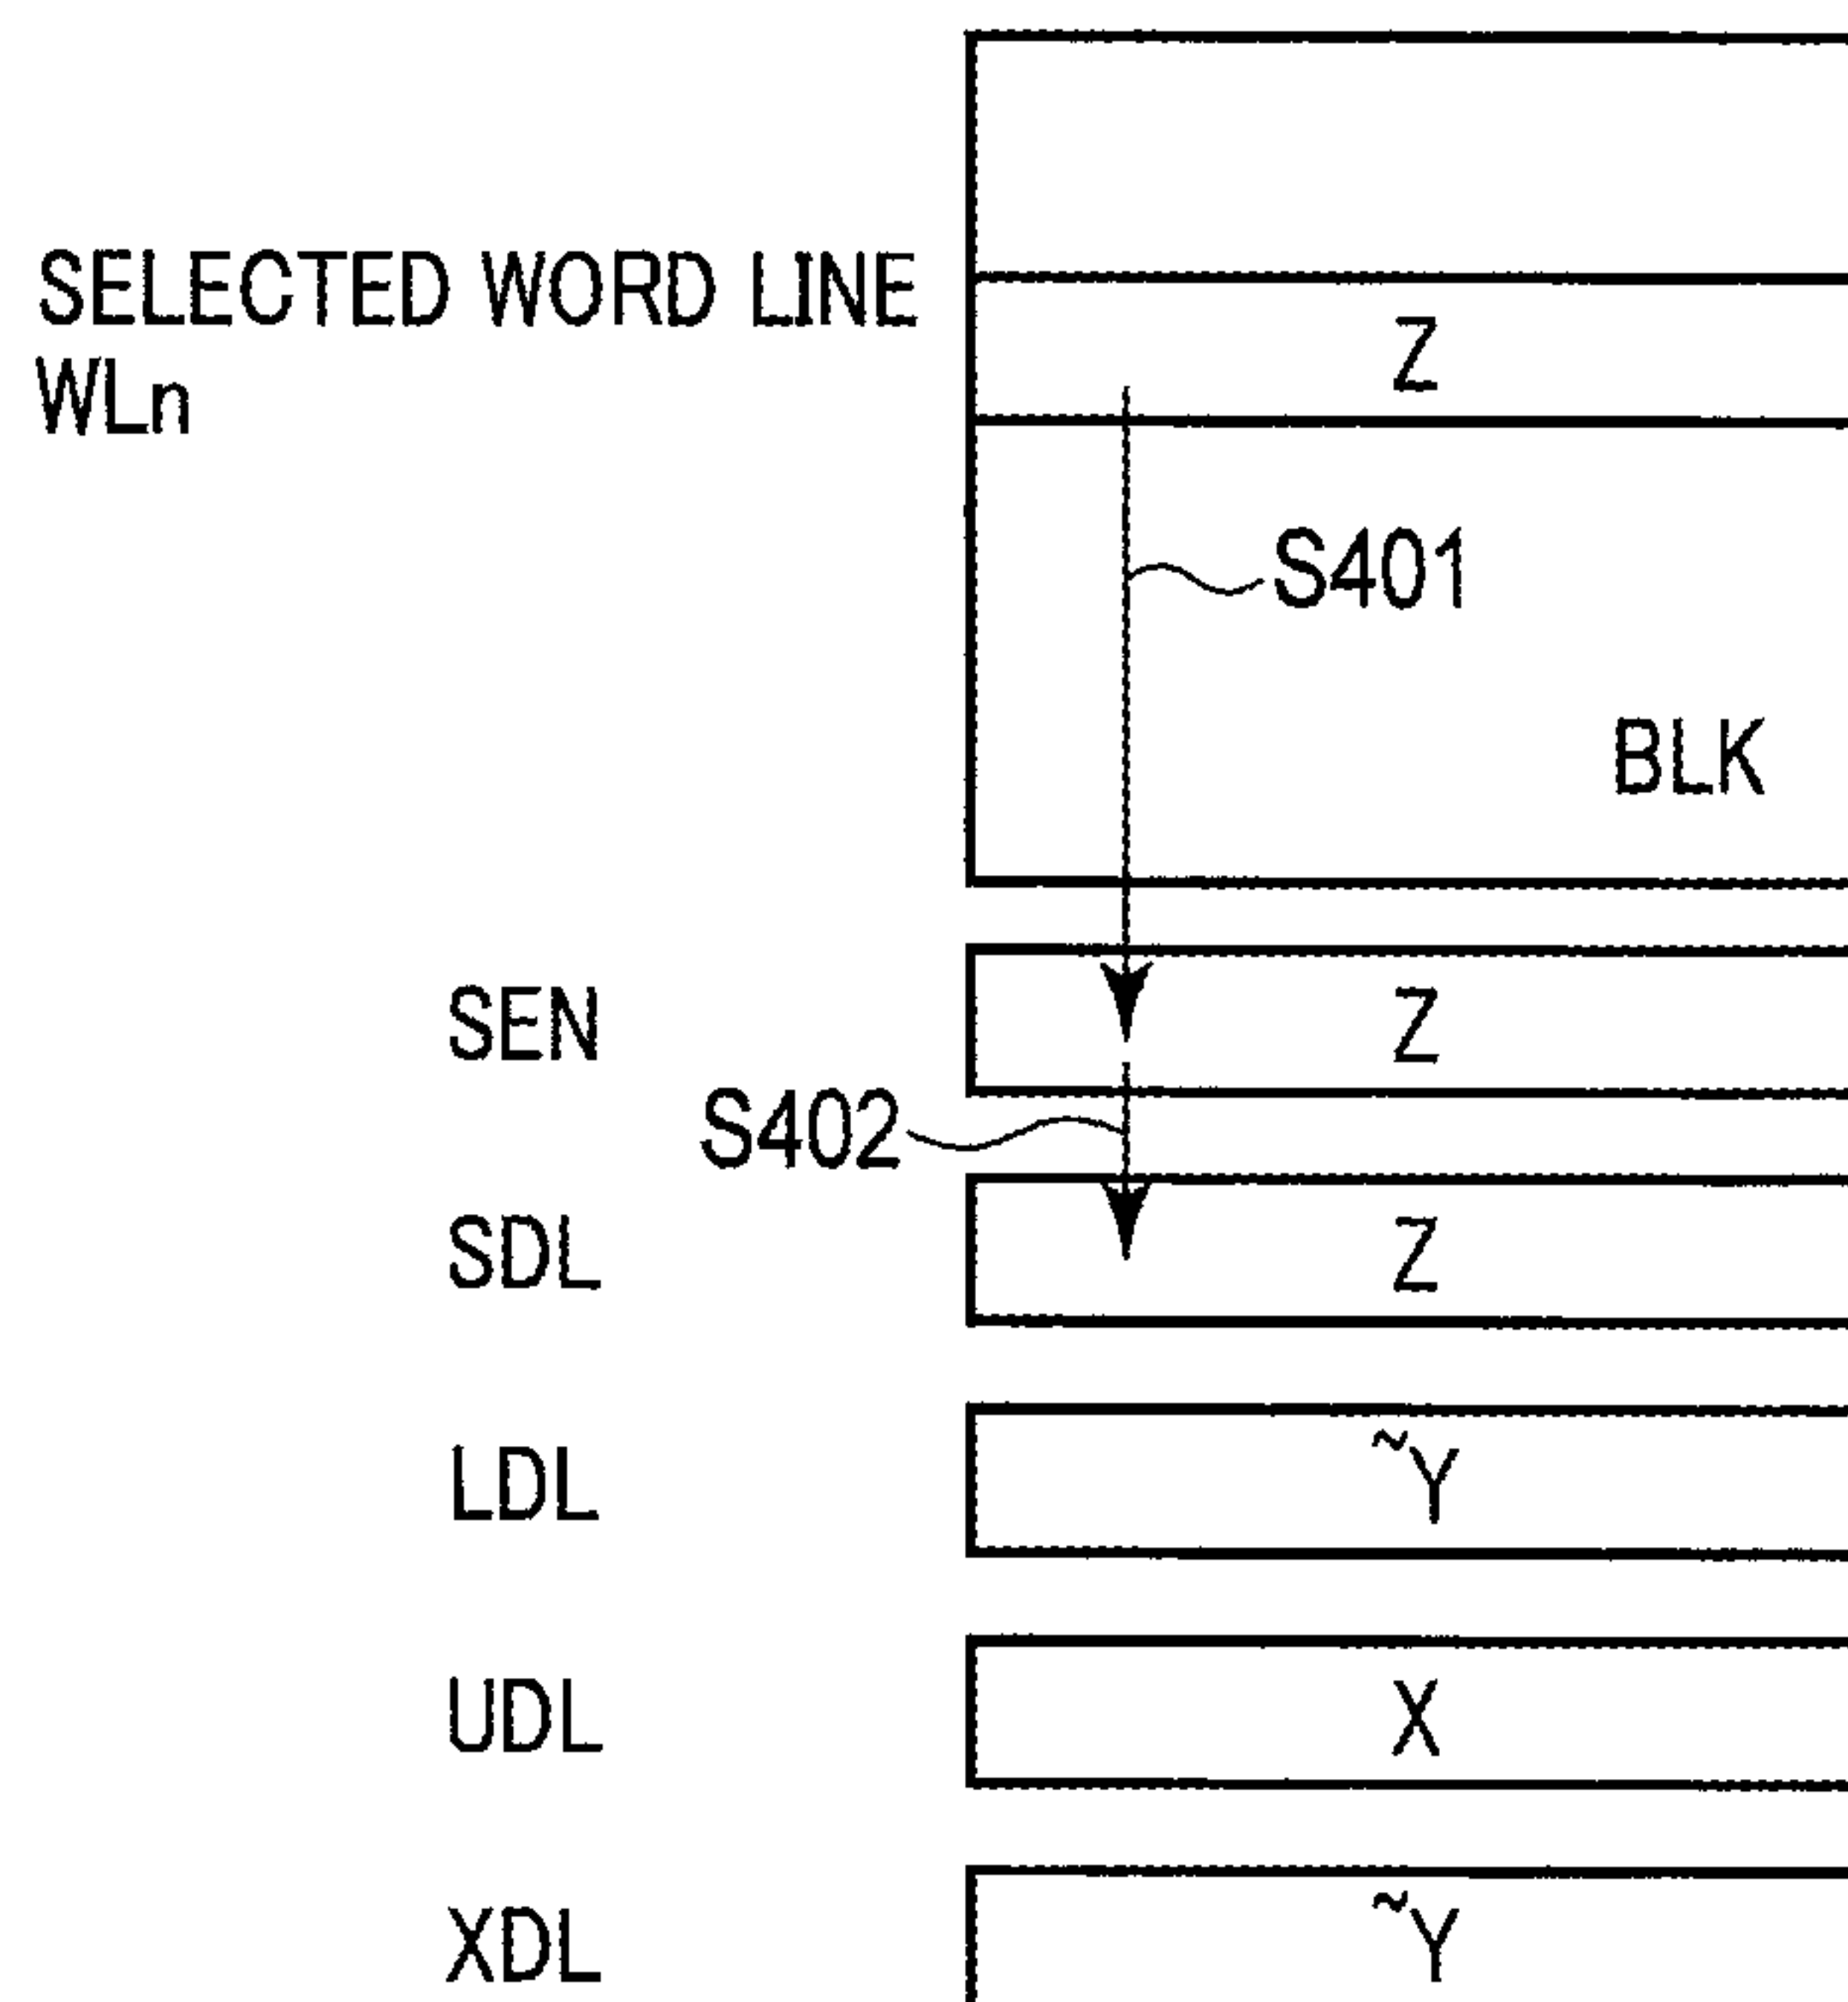 SELECTED WORD LINE
WLn
Z
S401
BLK
SEN
Z
S402
SDL
Z
LDL
~Y
UDL
X
XDL
~Y